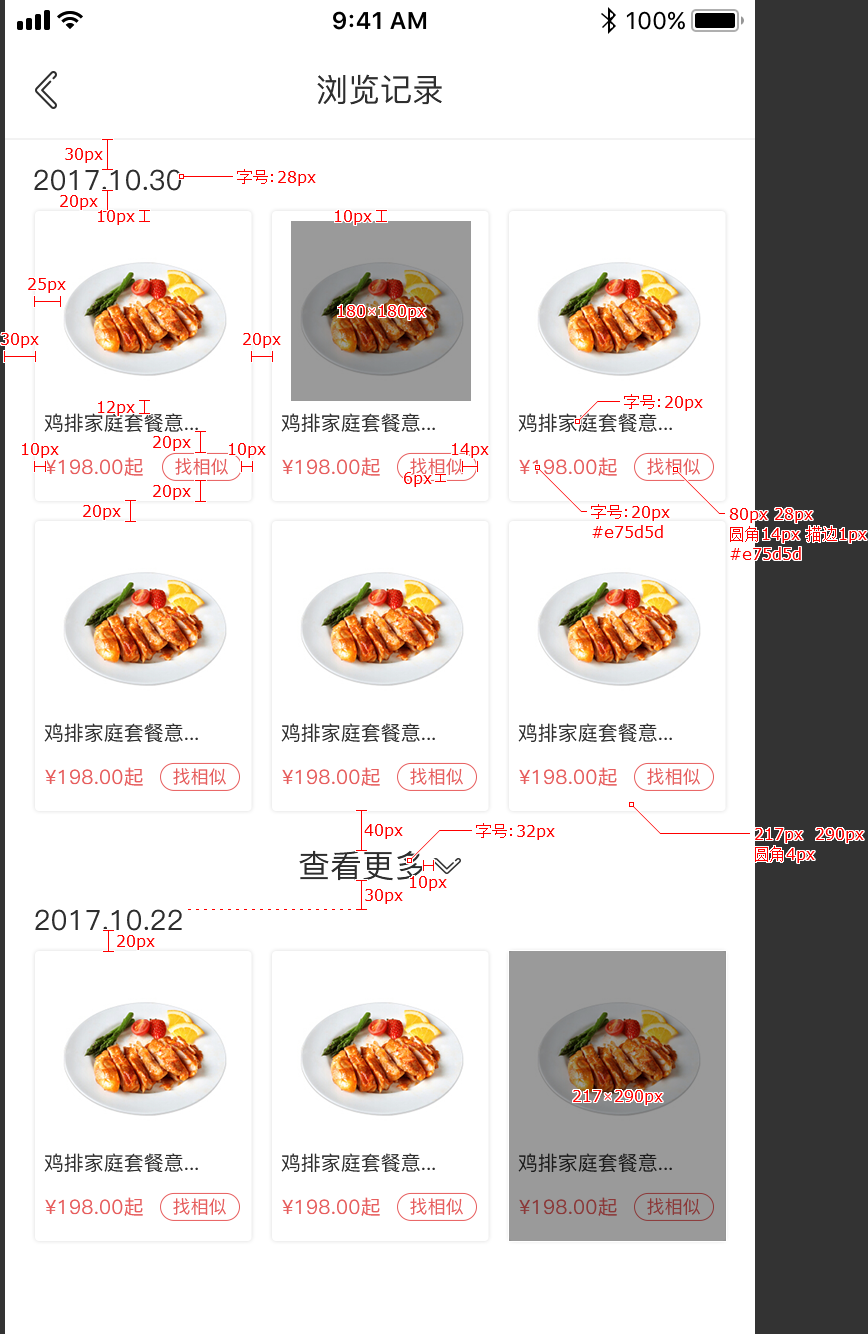 9:41 AM 100%
浏览记录
30px
2017.10.30 字号：28px
20px
10px 10px
25px
180×180px
30px 20px
12px 字号：20px
鸡排家庭套餐意... 鸡排家庭套餐意... 鸡排家庭套餐意...
20px
10px 10px 14px
¥198.00起 找相似 ¥198.00起 找相似 ¥198.00起 找相似
6px
20px
20px 字号：20px 80px 28px
#e75d5d 圆角14px 描边1px
#e75d5d
鸡排家庭套餐意... 鸡排家庭套餐意... 鸡排家庭套餐意...
¥198.00起 找相似 ¥198.00起 找相似 ¥198.00起 找相似
40px 字号：32px 217px 290px
圆角4px
查看更多
10px
30px
2017.10.22
20px
217×290px
鸡排家庭套餐意... 鸡排家庭套餐意... 鸡排家庭套餐意...
¥198.00起 找相似 ¥198.00起 找相似 ¥198.00起 找相似